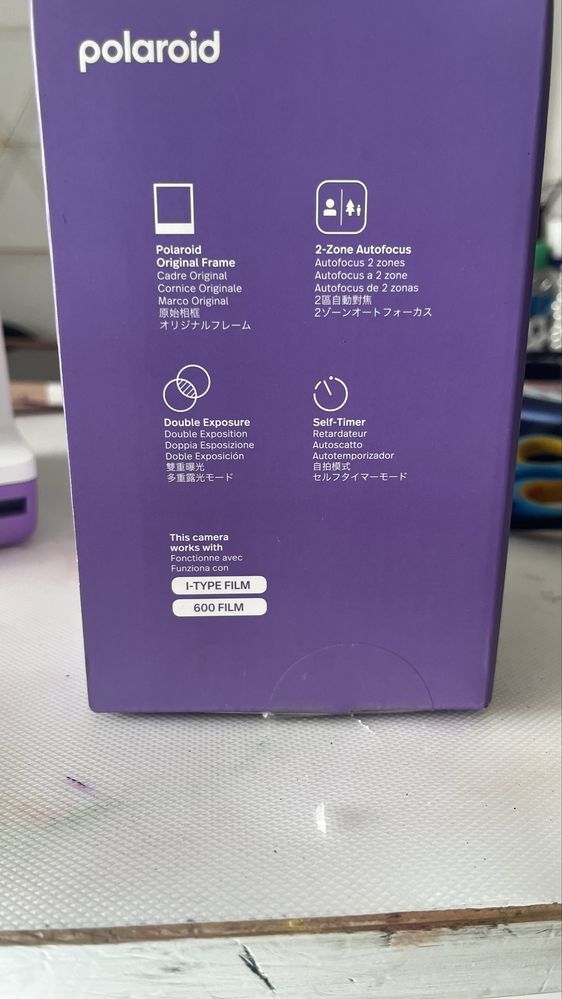 polaroid
Polaroid
Original Frame
Cadre Original
Cornice Originale
Marco Original
原始相框
オリジナルフレーム
2-Zone Autofocus
Autofocus 2 zones
Autofocus a 2 zone
Autofocus de 2 zonas
2區自動對焦
2ゾーンオートフォーカス
Double Exposure
Double Exposition
Doppia Esposizione
Doble Exposición
雙重曝光
多重露光モード
Self-Timer
Retardateur
Autoscatto
Autotemporizador
自拍模式
セルフタイマーモード
This camera
works with
Fonctionne avec
Funziona con
I-TYPE FILM
600 FILM